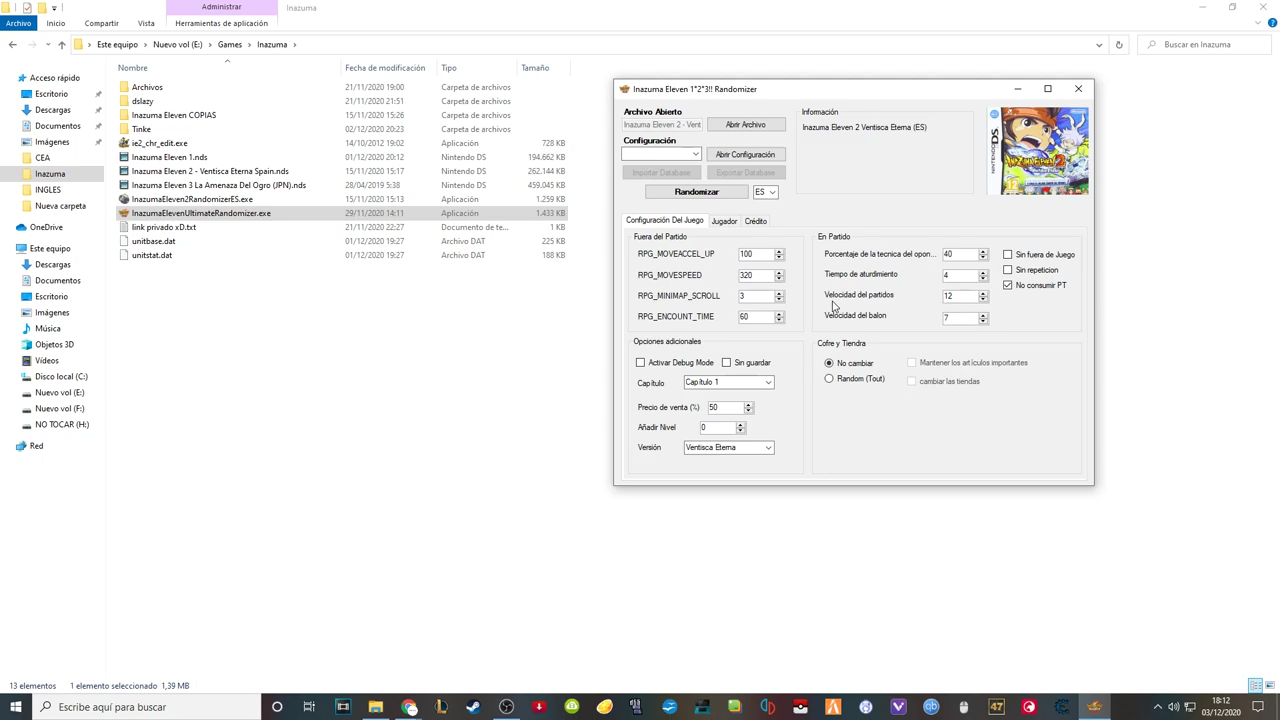 Administrar
Inazuma
Archivo
Inicio
Compartir
Vista
Herramientas de aplicación
Este equipo
Nuevo vol (E:)
Games
Inazuma
Buscar en Inazuma
Nombre
Fecha de modificación
Tipo
Tamaño
Acceso rápido
Escritorio
Descargas
Documentos
Imágenes
CEA
Inazuma
INGLES
Nueva carpeta
OneDrive
Este equipo
Descargas
Documentos
Escritorio
Imágenes
Música
Objetos 3D
Vídeos
Disco local (C:)
Nuevo vol (E:)
Nuevo vol (F:)
NO TOCAR (H:)
Red
Archivos 21/11/2020 19:00 Carpeta de archivos
dslazy 21/11/2020 21:51 Carpeta de archivos
Inazuma Eleven COPIAS 15/11/2020 15:26 Carpeta de archivos
Tinke 02/12/2020 20:23 Carpeta de archivos
ie2_chr_edit.exe 14/10/2012 19:02 Aplicación 728 KB
Inazuma Eleven 1.nds 01/12/2020 20:12 Nintendo DS 194.662 KB
Inazuma Eleven 2 - Ventisca Eterna Spain.nds 15/11/2020 15:17 Nintendo DS 262.144 KB
Inazuma Eleven 3 La Amenaza Del Ogro (JPN).nds 28/04/2019 5:38 Nintendo DS 459.045 KB
InazumaEleven2RandomizerES.exe 15/11/2020 15:13 Aplicación 1.259 KB
InazumaElevenUltimateRandomizer.exe 29/11/2020 14:11 Aplicación 1.433 KB
link privado xD.txt 21/11/2020 22:27 Documento de te... 1 KB
unitbase.dat 01/12/2020 19:27 Archivo DAT 225 KB
unitstat.dat 01/12/2020 19:27 Archivo DAT 188 KB
Inazuma Eleven 1*2*3!! Randomizer
Archivo Abierto
Inazuma Eleven 2 - Vent
Abrir Archivo
Configuración
Abrir Configuración
Importar Database
Exportar Database
Randomizar
ES
Información
Inazuma Eleven 2 Ventisca Eterna (ES)
NINTENDO DS
INAZUMA ELEVEN 2
Configuración Del Juego
Jugador
Crédito
Fuera del Partido
RPG_MOVEACCEL_UP 100
RPG_MOVESPEED 320
RPG_MINIMAP_SCROLL 3
RPG_ENCOUNT_TIME 60
En Partido
Porcentaje de la tecnica del opon... 40
Tiempo de aturdimiento 4
Velocidad del partidos 12
Velocidad del balon 7
Sin fuera de Juego
Sin repeticion
No consumir PT
Opciones adicionales
Activar Debug Mode
Sin guardar
Capítulo Capítulo 1
Precio de venta (%) 50
Añadir Nivel 0
Versión Ventisca Eterna
Cofre y Tiendra
No cambiar
Random (Tout)
Mantener los artículos importantes
cambiar las tiendas
13 elementos
1 elemento seleccionado 1,39 MB
Escribe aquí para buscar
47
18:12
03/12/2020